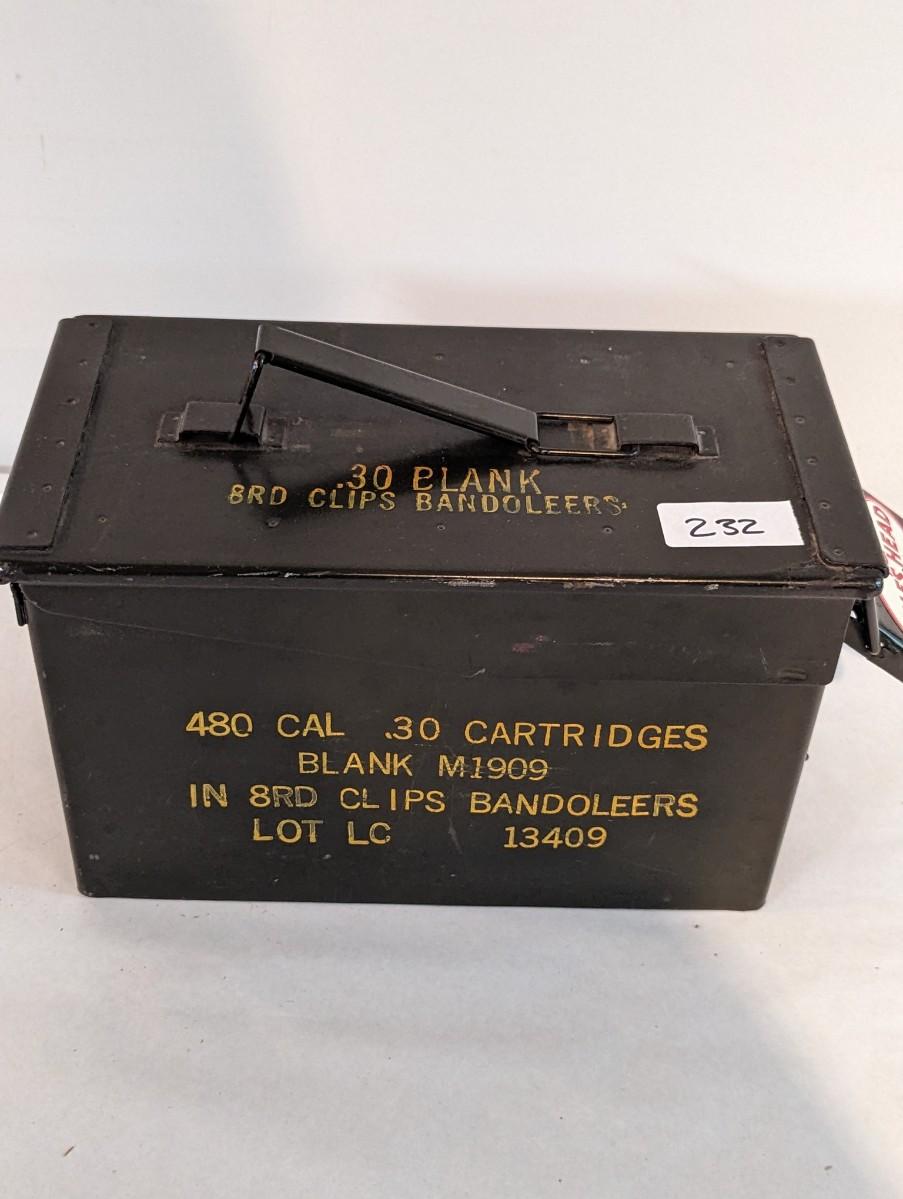 .30 BLANK
8RD CLIPS BANDOLEERS
232
HEAD
480 CAL .30 CARTRIDGES
BLANK M1909
IN 8RD CLIPS BANDOLEERS
LOT LC 13409